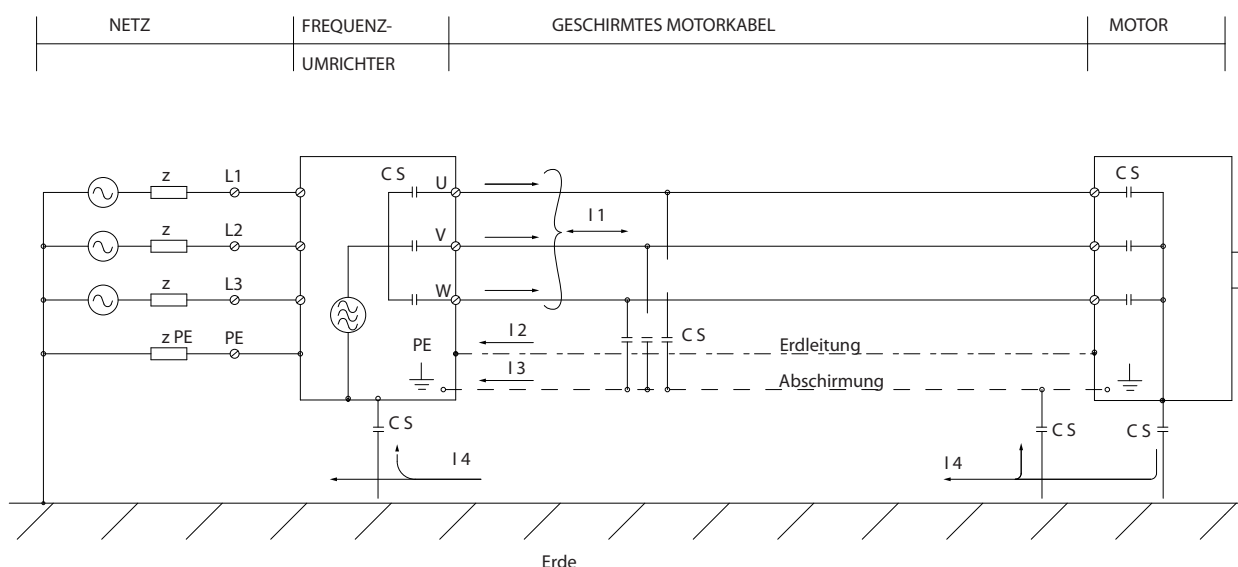 NETZ
FREQUENZ-
UMRICHTER
GESCHIRMTES MOTORKABEL
MOTOR
z
L1
C S
U
C S
I 1
z
L2
V
z
L3
W
z PE
PE
PE
I 2
C S
Erdleitung
I 3
Abschirmung
C S
C S
C S
I 4
I 4
Erde